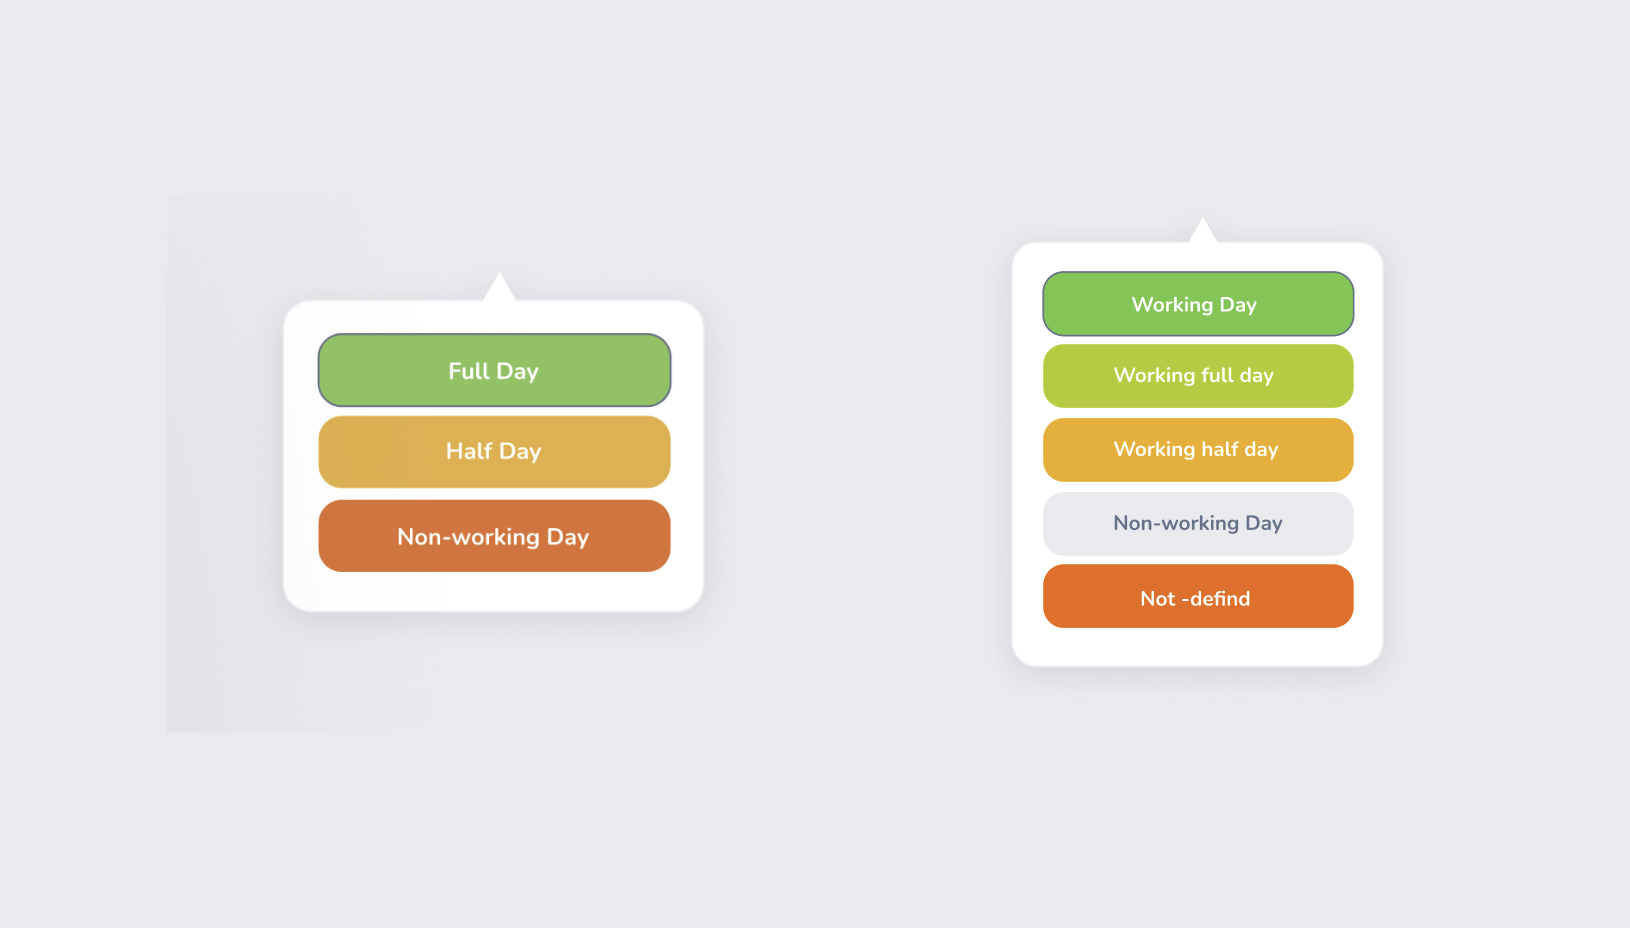 Full Day
Half Day
Non-working Day
Working Day
Working full day
Working half day
Non-working Day
Not -defind